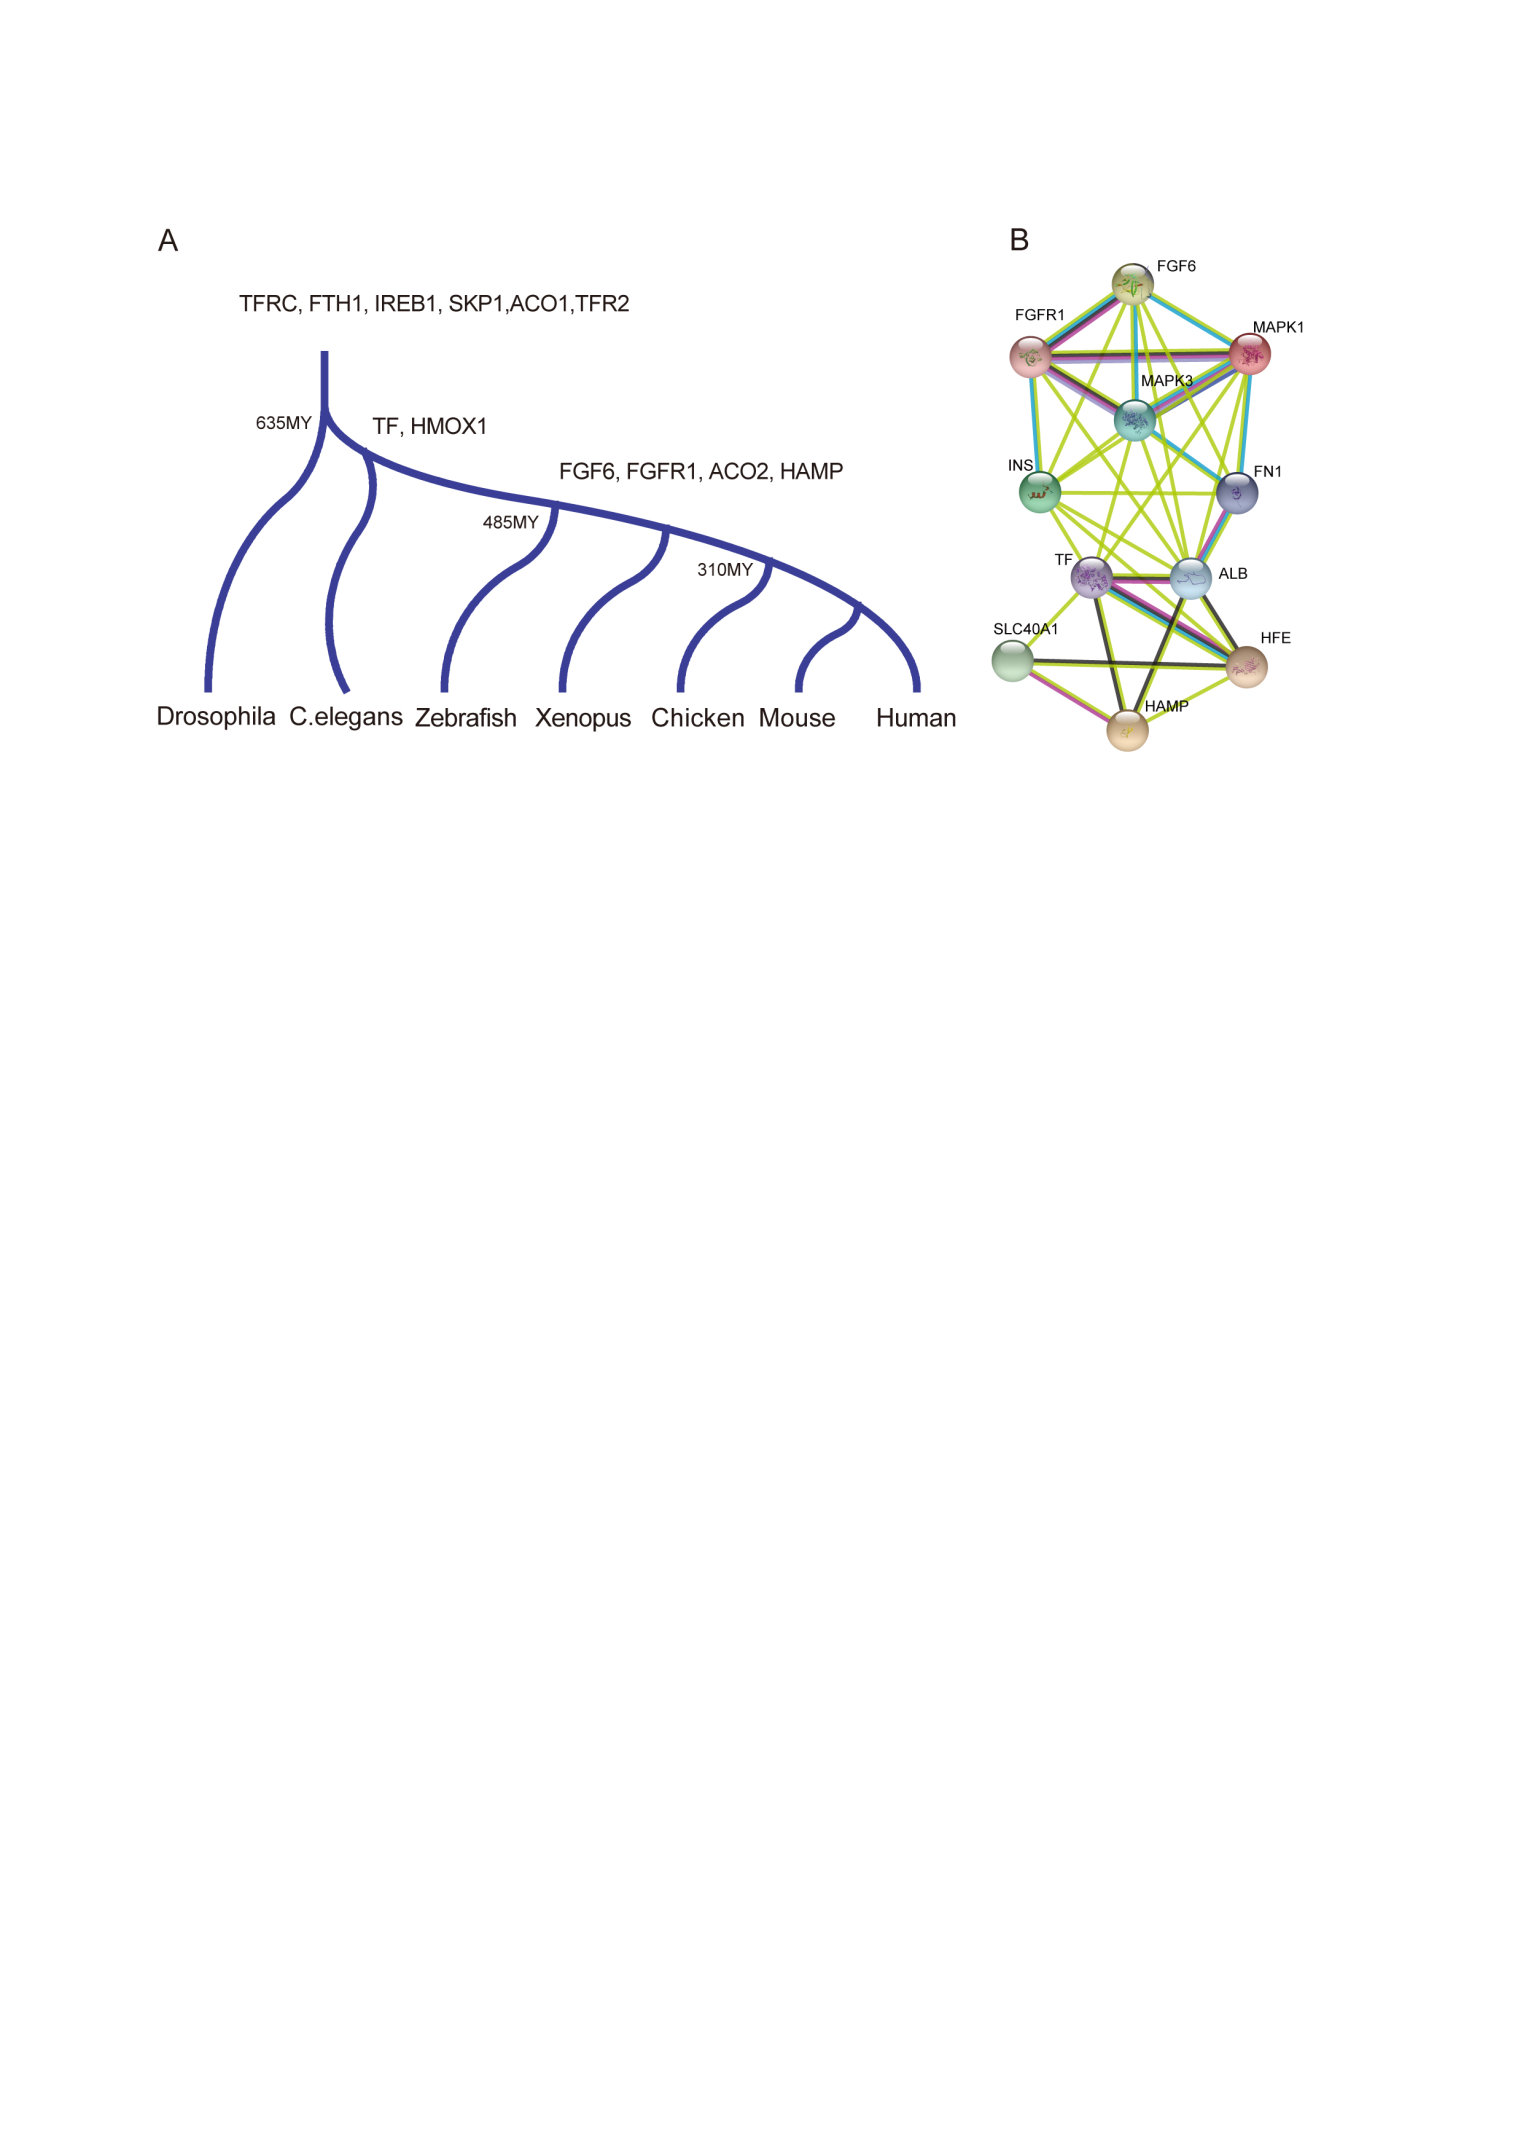 A
TFRC, FTH1, IREB1, SKP1,ACO1,TFR2
635MY
TF, HMOX1
FGF6, FGFR1, ACO2, HAMP
485MY
310MY
Drosophila
C.elegans
Zebrafish
Xenopus
Chicken
Mouse
Human
B
FGF6
FGFR1
MAPK1
MAPK3
INS
FN1
TF
ALB
SLC40A1
HFE
HAMP